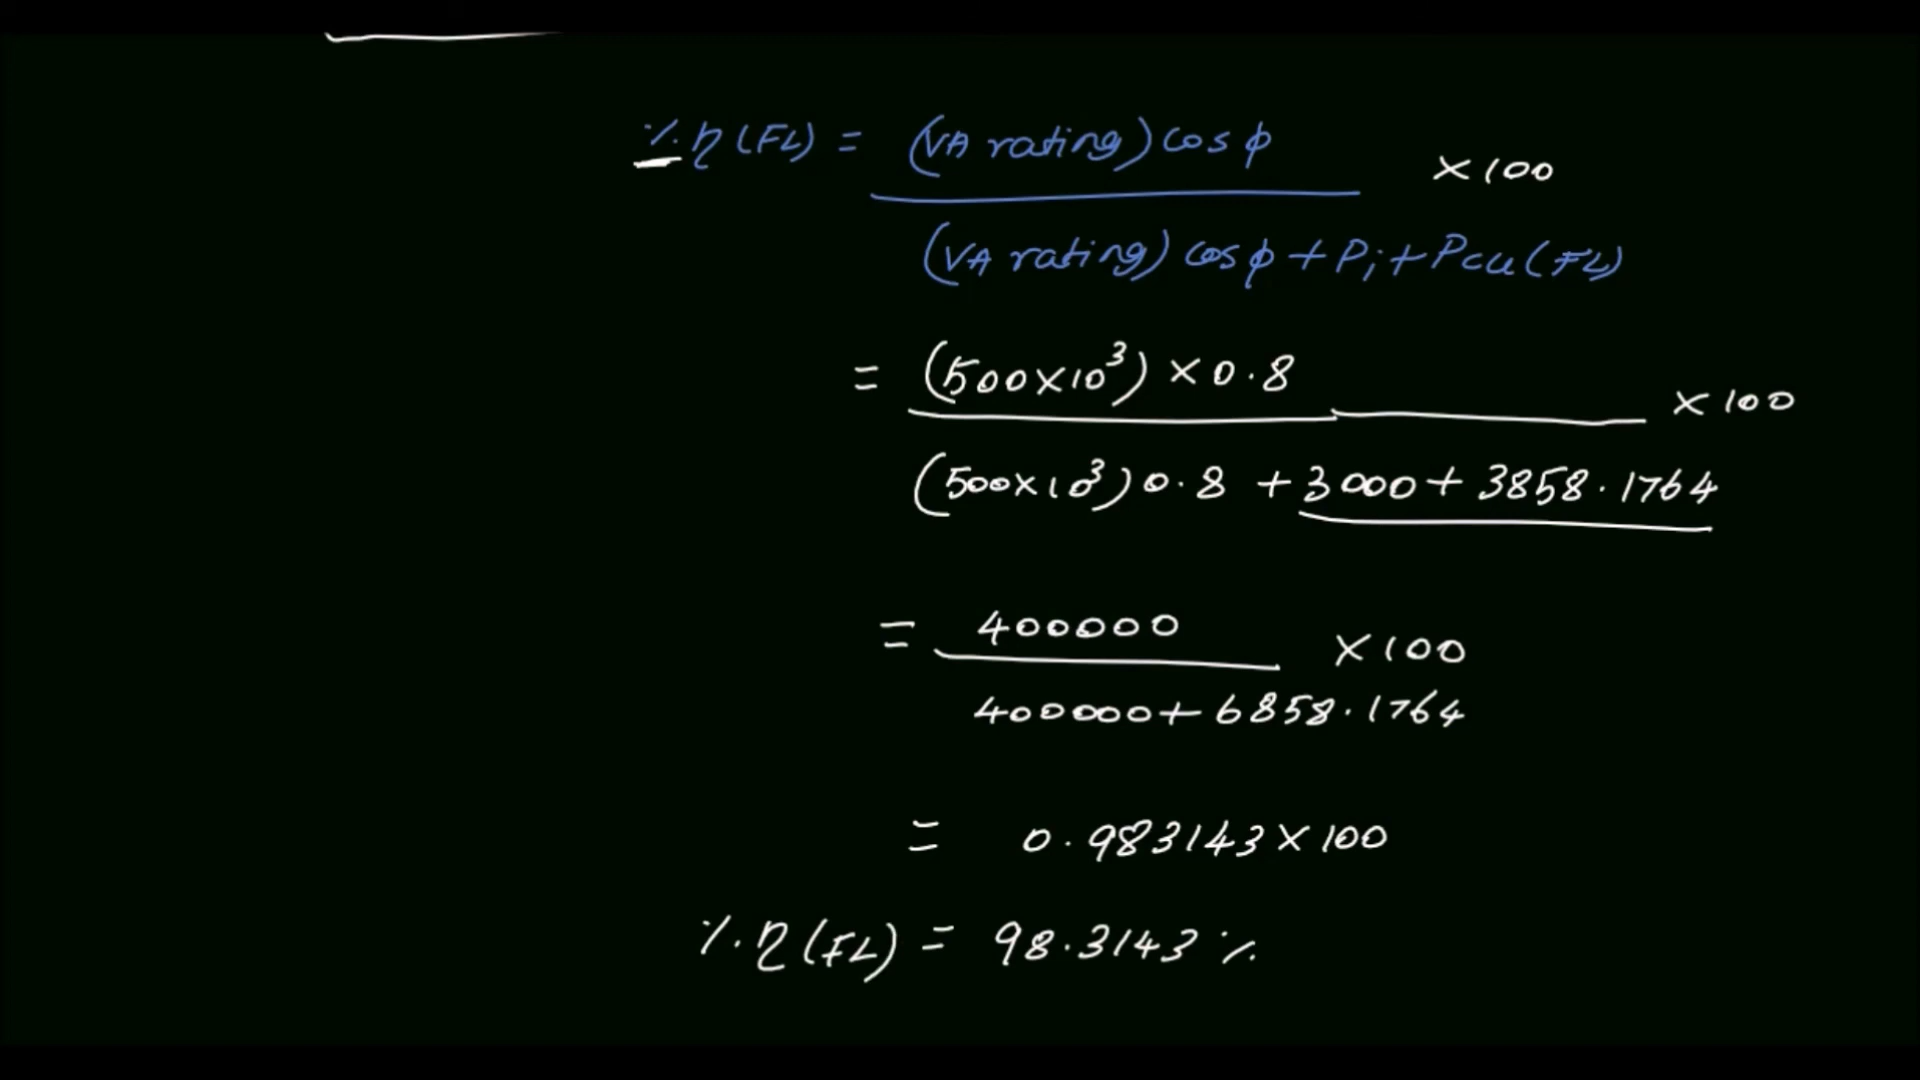 % η (FL) = (VA rating) cos ϕ × 100
(VA rating) cos ϕ + Pi + Pcu (FL)
= (500×10³) × 0.8 × 100
(500×10³) 0.8 + 3000 + 3858.1764
= 400000 × 100
400000 + 6858.1764
= 0.983143 × 100
% η (FL) = 98.3143 %